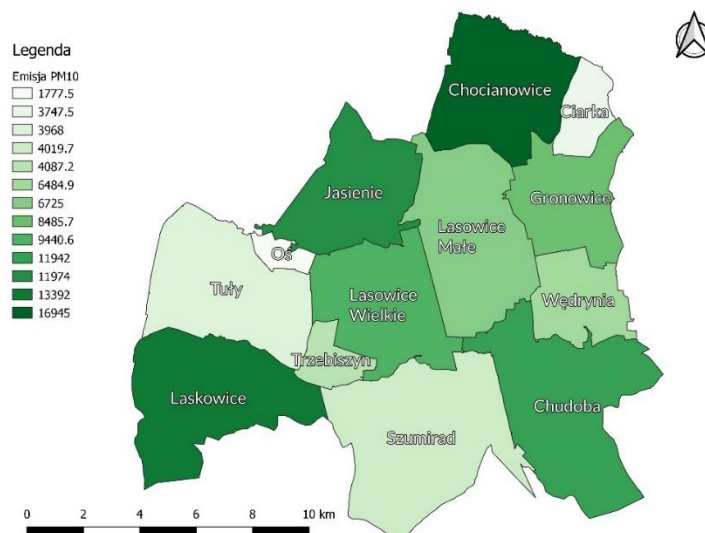 Legenda
Emisja PM10
1777.5
3747.5
3968
4019.7
4087.2
6484.9
6725
8485.7
9440.6
11942
11974
13392
16945
Chocianowice
Ciarka
Jasienie
Gronowice
Lasowice
Małe
Oś
Tuły
Lasowice
Wielkie
Wędrynia
Trzebiszyn
Laskowice
Chudoba
Szumirad
0 2 4 6 8 10 km